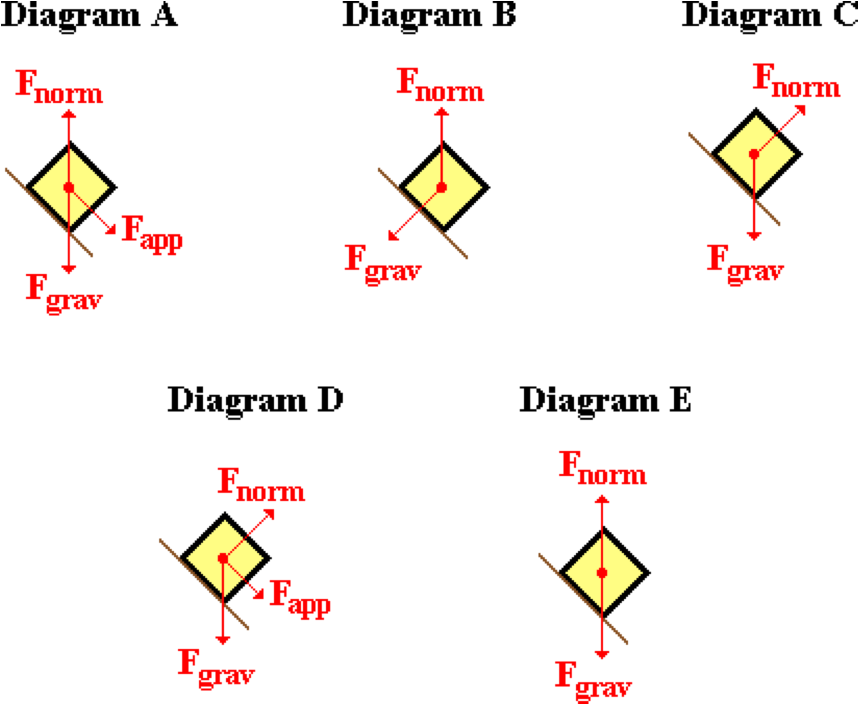 Diagram A
Diagram B
Diagram C
Fnorm
Fapp
Fgrav
Fnorm
Fgrav
Fnorm
Fgrav
Diagram D
Diagram E
Fnorm
Fapp
Fgrav
Fnorm
Fgrav